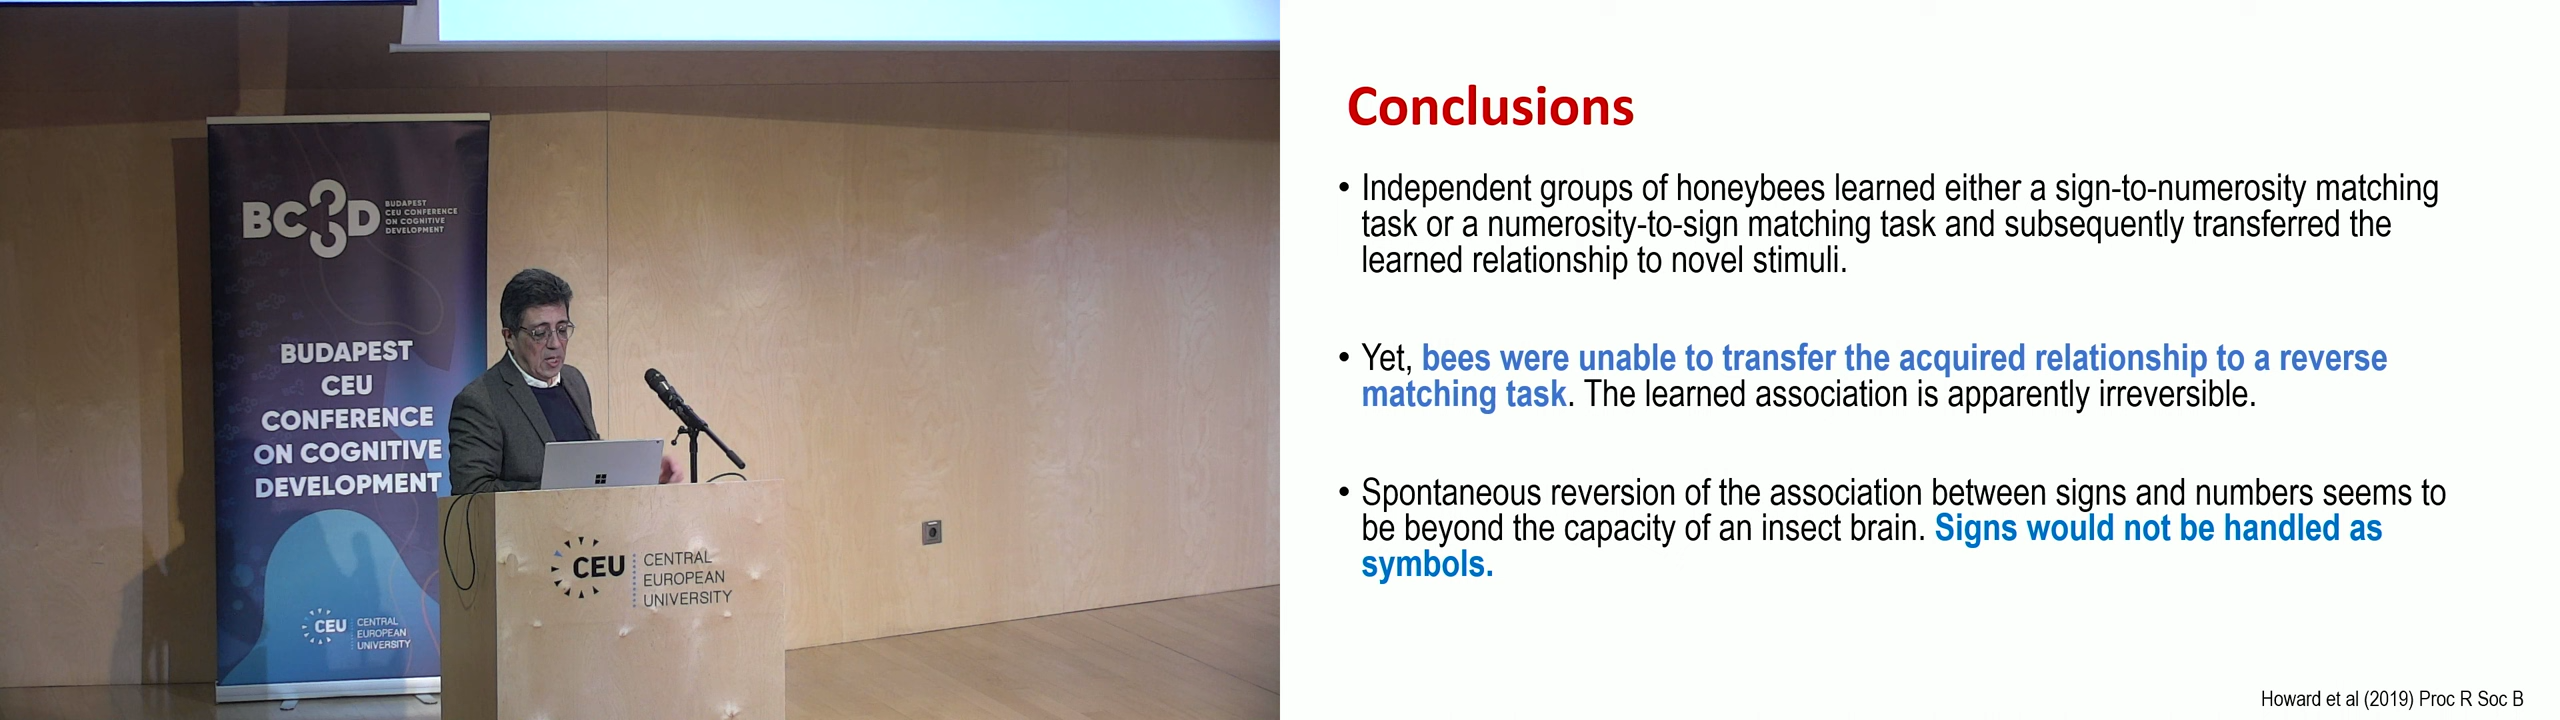 BC3D
BUDAPEST
CEU CONFERENCE
ON COGNITIVE
DEVELOPMENT
BUDAPEST
CEU
CONFERENCE
ON COGNITIVE
DEVELOPMENT
CEU
CENTRAL
EUROPEAN
UNIVERSITY
CEU
CENTRAL
EUROPEAN
UNIVERSITY
Conclusions
• Independent groups of honeybees learned either a sign-to-numerosity matching
task or a numerosity-to-sign matching task and subsequently transferred the
learned relationship to novel stimuli.
• Yet, bees were unable to transfer the acquired relationship to a reverse
matching task. The learned association is apparently irreversible.
• Spontaneous reversion of the association between signs and numbers seems to
be beyond the capacity of an insect brain. Signs would not be handled as
symbols.
Howard et al (2019) Proc R Soc B